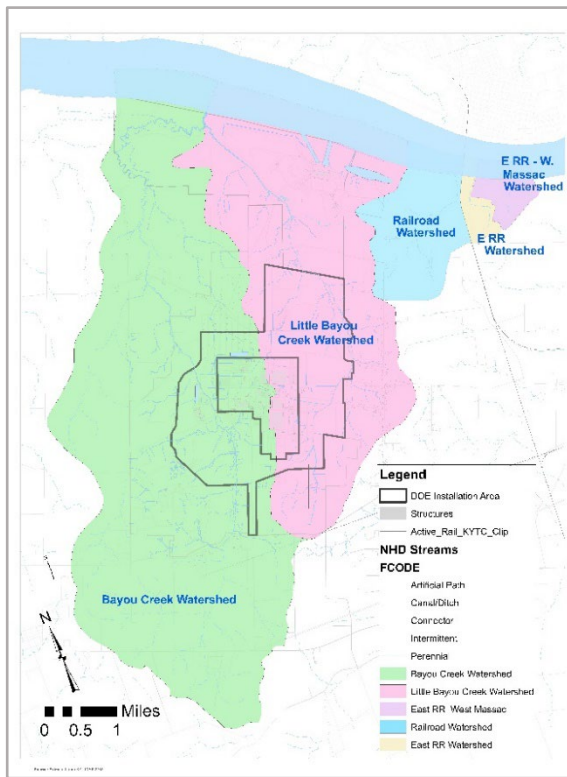 E RR - W.
Massac
Watershed
Railroad
Watershed
E RR
Watershed
Little Bayou
Creek Watershed
Bayou Creek Watershed
Legend
DOE Installation Area
Structures
Active_Rail_KYTC_Clip
NHD Streams
FCODE
Artificial Path
Canal/Ditch
Connector
Intermittent
Perennial
Bayou Creek Watershed
Little Bayou Creek Watershed
East RR West Massac
Railroad Watershed
East RR Watershed
N
Miles
0 0.5 1